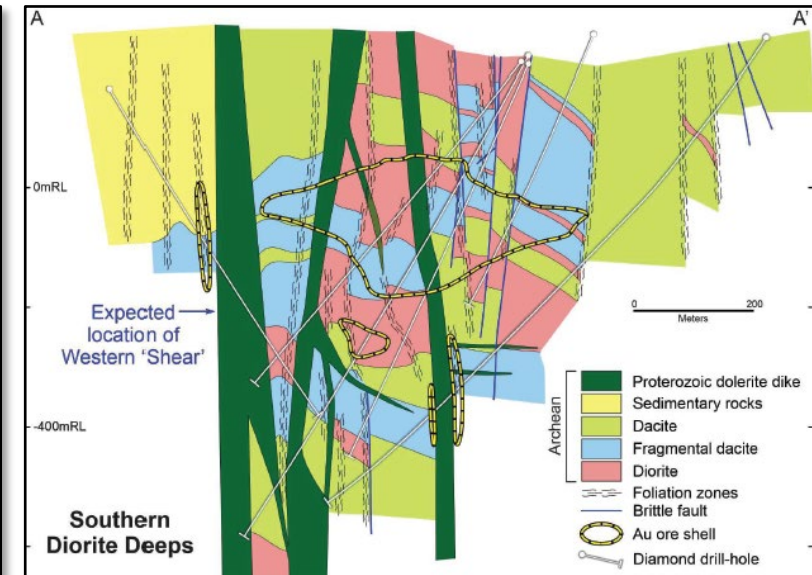 A
A'
0mRL
Expected
location of
Western 'Shear'
0
200
Meters
-400mRL
Archean
Proterozoic dolerite dike
Sedimentary rocks
Dacite
Fragmental dacite
Diorite
Foliation zones
Brittle fault
Au ore shell
Diamond drill-hole
Southern
Diorite Deeps